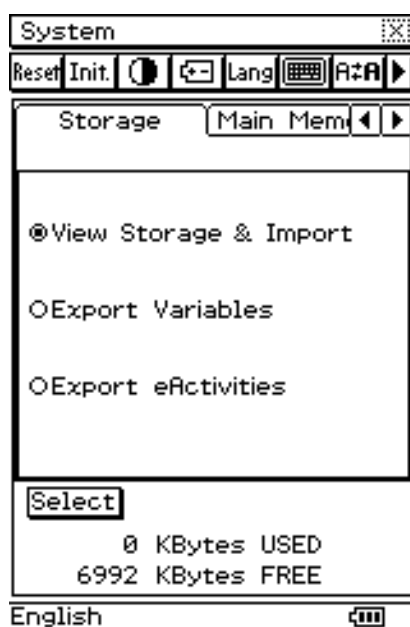 System
Reset Init. Lang A⇄A
Storage Main Mem
View Storage & Import
Export Variables
Export eActivities
Select
0 KBytes USED
6992 KBytes FREE
English